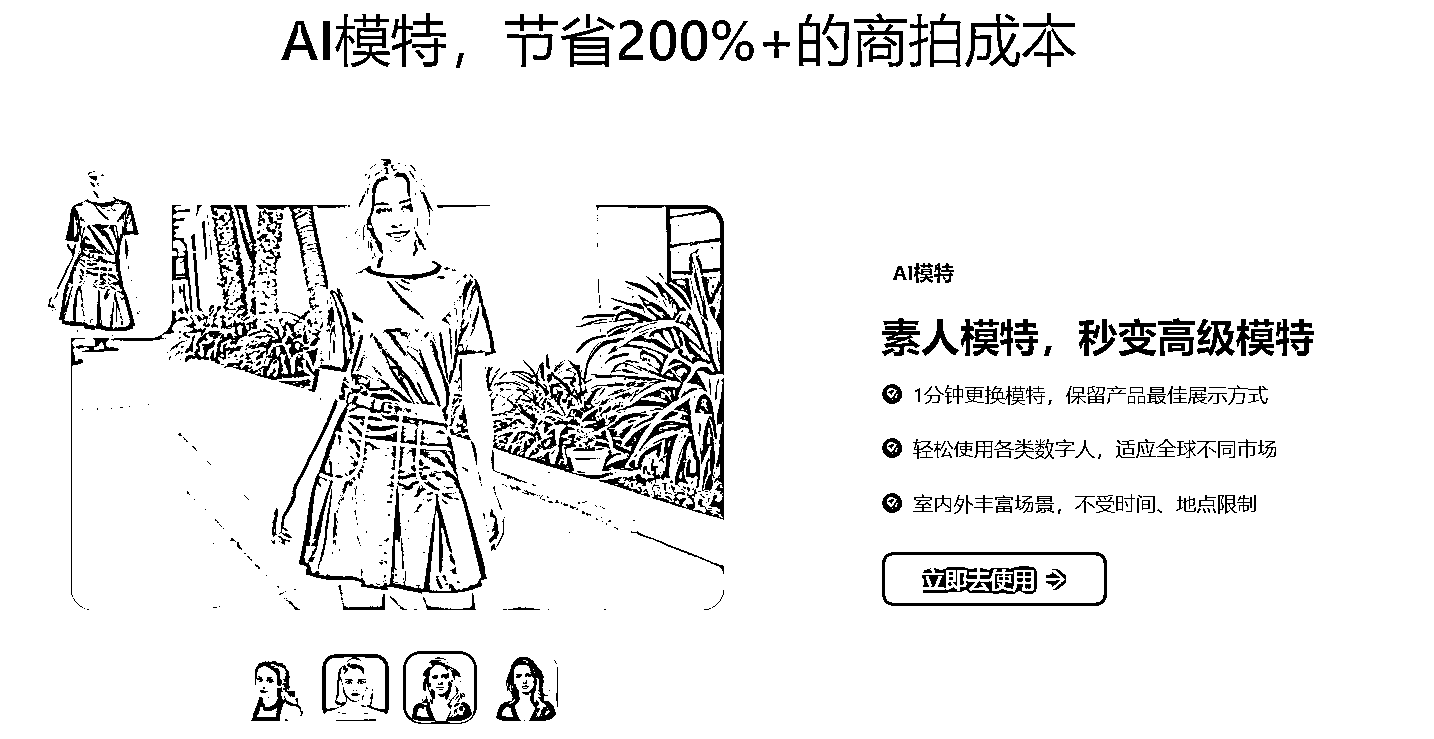 AI模特，节省200%+的商拍成本
AI模特
素人模特，秒变高级模特
1分钟更换模特，保留产品最佳展示方式
轻松使用各类数字人，适应全球不同市场
室内外丰富场景，不受时间、地点限制
立即去使用